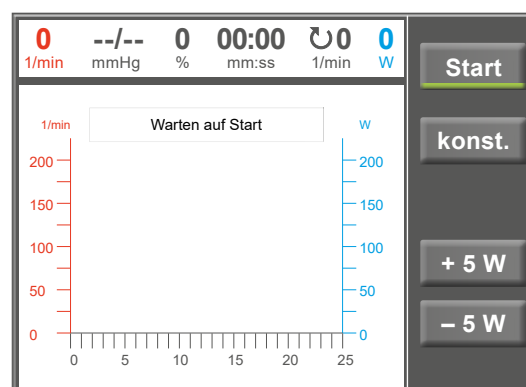 0 --/-- 0 00:00 ↻0 0
1/min mmHg % mm:ss 1/min W
Start
1/min Warten auf Start W
konst.
200 200
150 150
100 100
+ 5 W
50 50
– 5 W
0 0
0 5 10 15 20 25